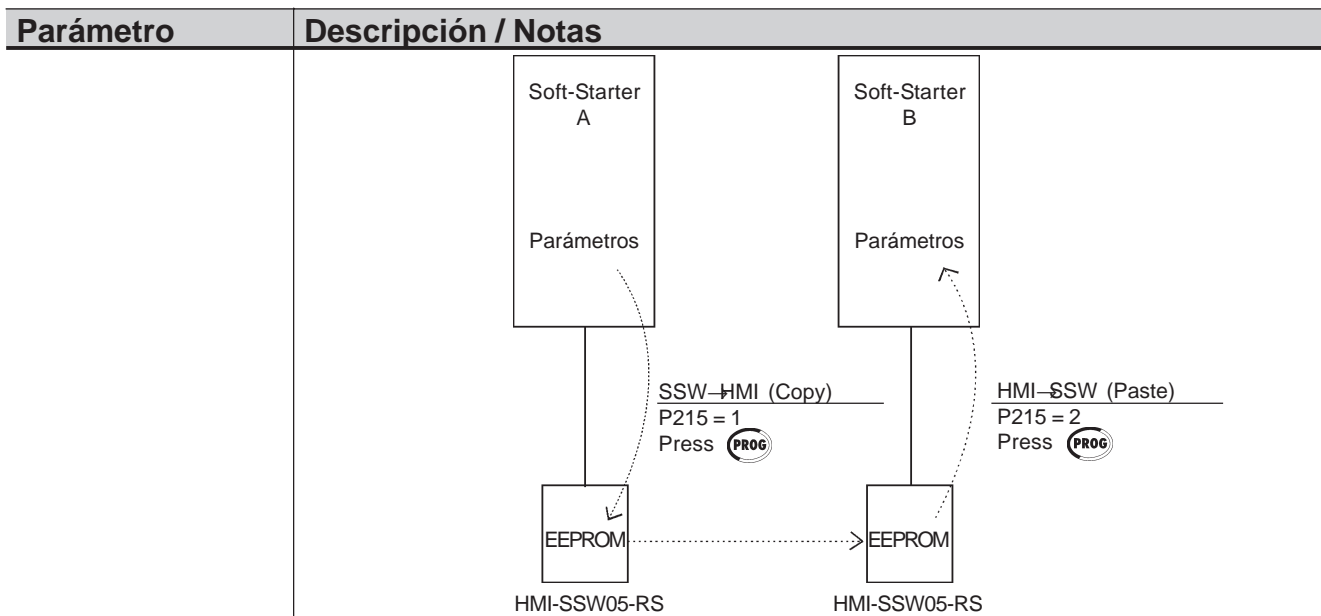 Parámetro Descripción / Notas
Soft-Starter
A
Parámetros
Soft-Starter
B
Parámetros
SSW→HMI (Copy)
P215 = 1
Press PROG
HMI→SSW (Paste)
P215 = 2
Press PROG
EEPROM
EEPROM
HMI-SSW05-RS
HMI-SSW05-RS